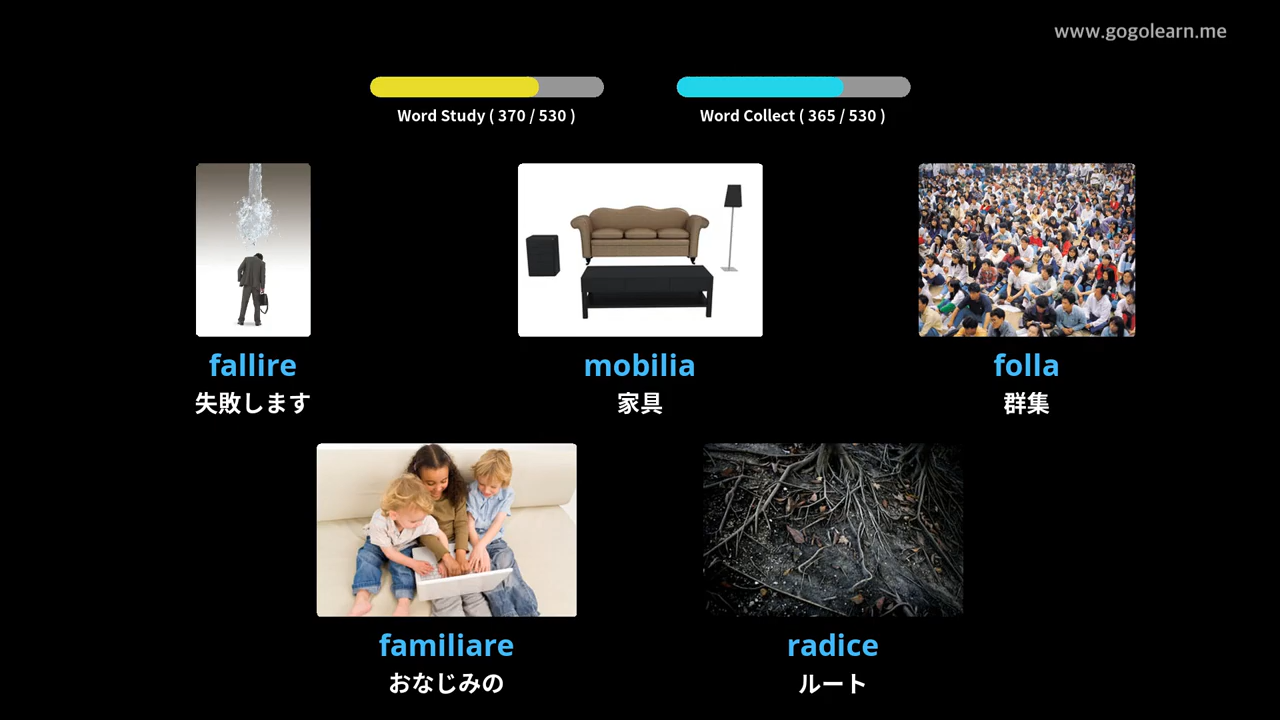 www.gogolearn.me
Word Study ( 370 / 530 )
Word Collect ( 365 / 530 )
fallire
失敗します
mobilia
家具
folla
群集
familiare
おなじみの
radice
ルート